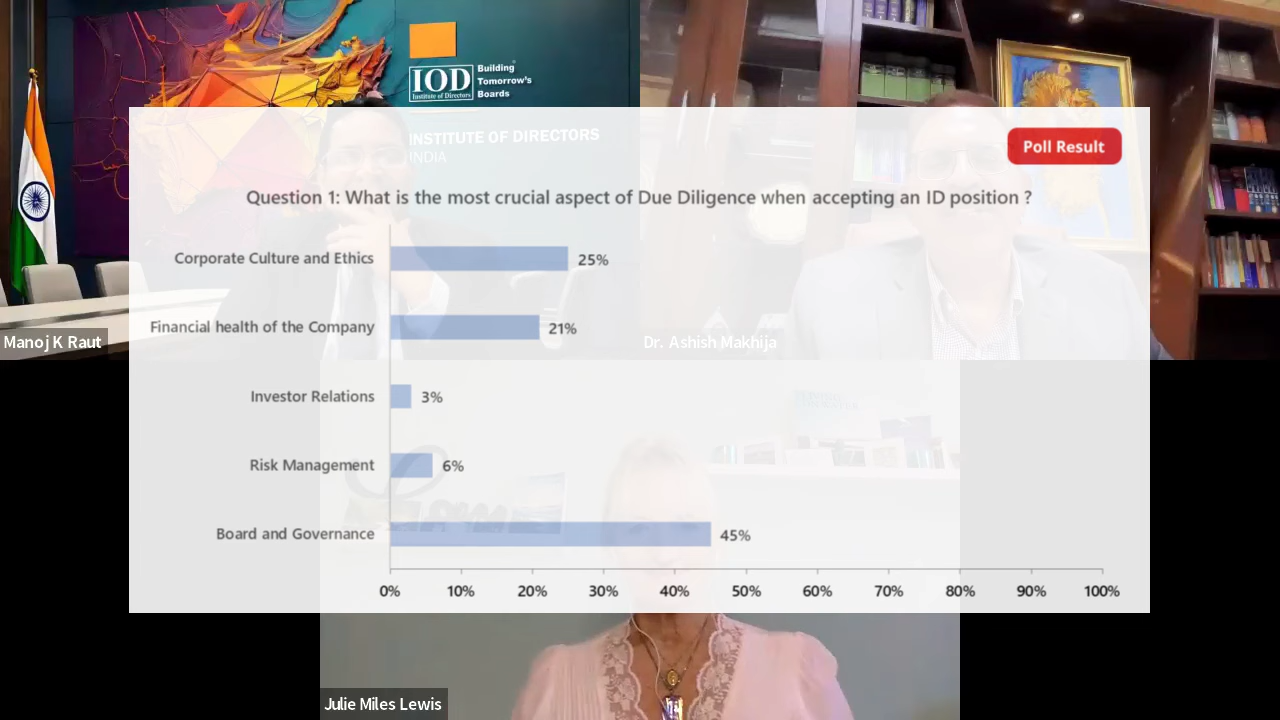 IOD
Institute of Directors
Building
Tomorrow's
Boards
INSTITUTE OF DIRECTORS
INDIA
Poll Result
Question 1: What is the most crucial aspect of Due Diligence when accepting an ID position ?
Corporate Culture and Ethics 25%
Financial health of the Company 21%
Investor Relations 3%
Risk Management 6%
Board and Governance 45%
0% 10% 20% 30% 40% 50% 60% 70% 80% 90% 100%
Manoj K Raut
Dr. Ashish Makhija
Julie Miles Lewis